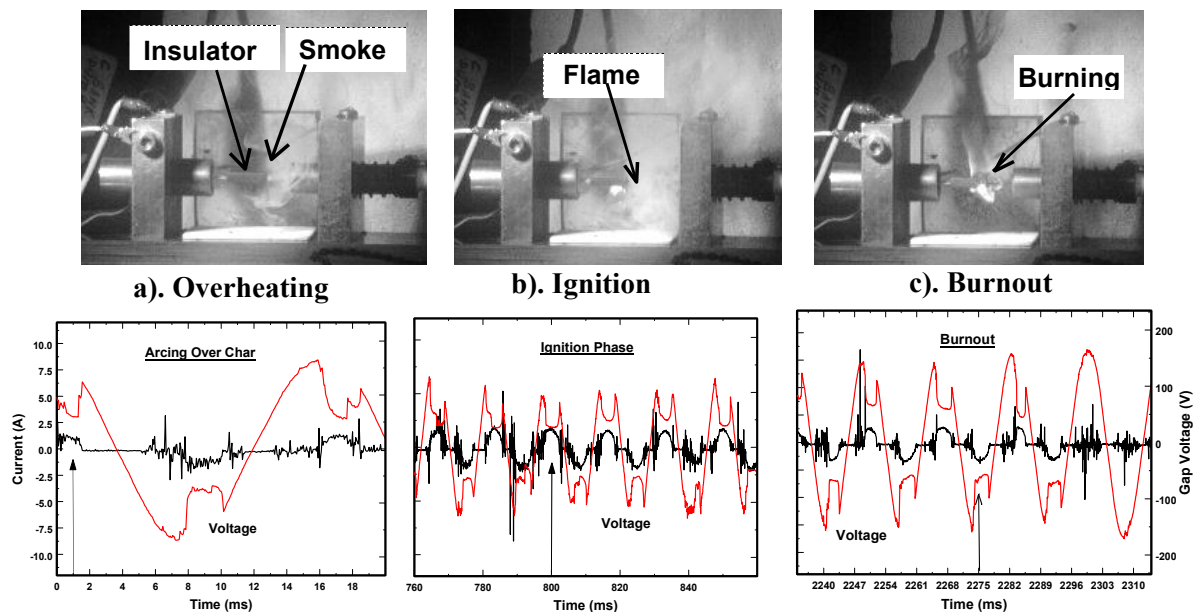 Insulator
Smoke
Flame
Burning
a). Overheating
b). Ignition
c). Burnout
Arcing Over Char
Ignition Phase
Burnout
10.0
7.5
5.0
2.5
0.0
-2.5
-5.0
-7.5
-10.0
Current (A)
Voltage
Voltage
Voltage
200
100
0
-100
-200
Gap Voltage (V)
0 2 4 6 8 10 12 14 16 18
760 780 800 820 840
2240 2247 2254 2261 2268 2275 2282 2289 2296 2303 2310
Time (ms)
Time (ms)
Time (ms)